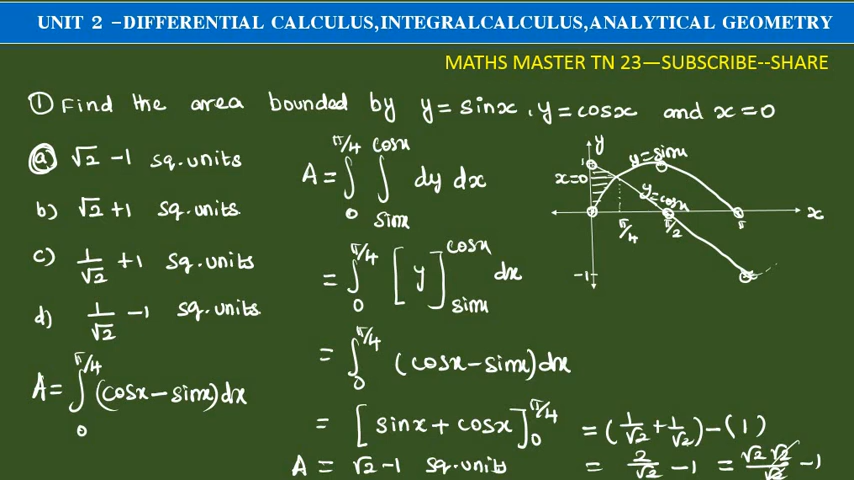 UNIT 2 –DIFFERENTIAL CALCULUS,INTEGRALCALCULUS,ANALYTICAL GEOMETRY
MATHS MASTER TN 23—SUBSCRIBE--SHARE
① Find the area bounded by y = sinx, y = cosx and x = 0
a) √2 -1 sq.units
b) √2 +1 sq.units
c) 1/√2 +1 sq.units
d) 1/√2 -1 sq.units
A = ∫₀^{π/4} (cosx - sinx) dx
A = ∫₀^{π/4} ∫_{sinx}^{cosx} dy dx
= ∫₀^{π/4} [y]_{sinx}^{cosx} dx
= ∫₀^{π/4} (cosx - sinx) dx
= [sinx + cosx]₀^{π/4} = (1/√2 + 1/√2) - (1)
A = √2 -1 sq.units = 2/√2 -1 = √2 √2/√2 -1
y
1
y = sinx
x=0
y=cosx
π/4
π/2
π
x
-1